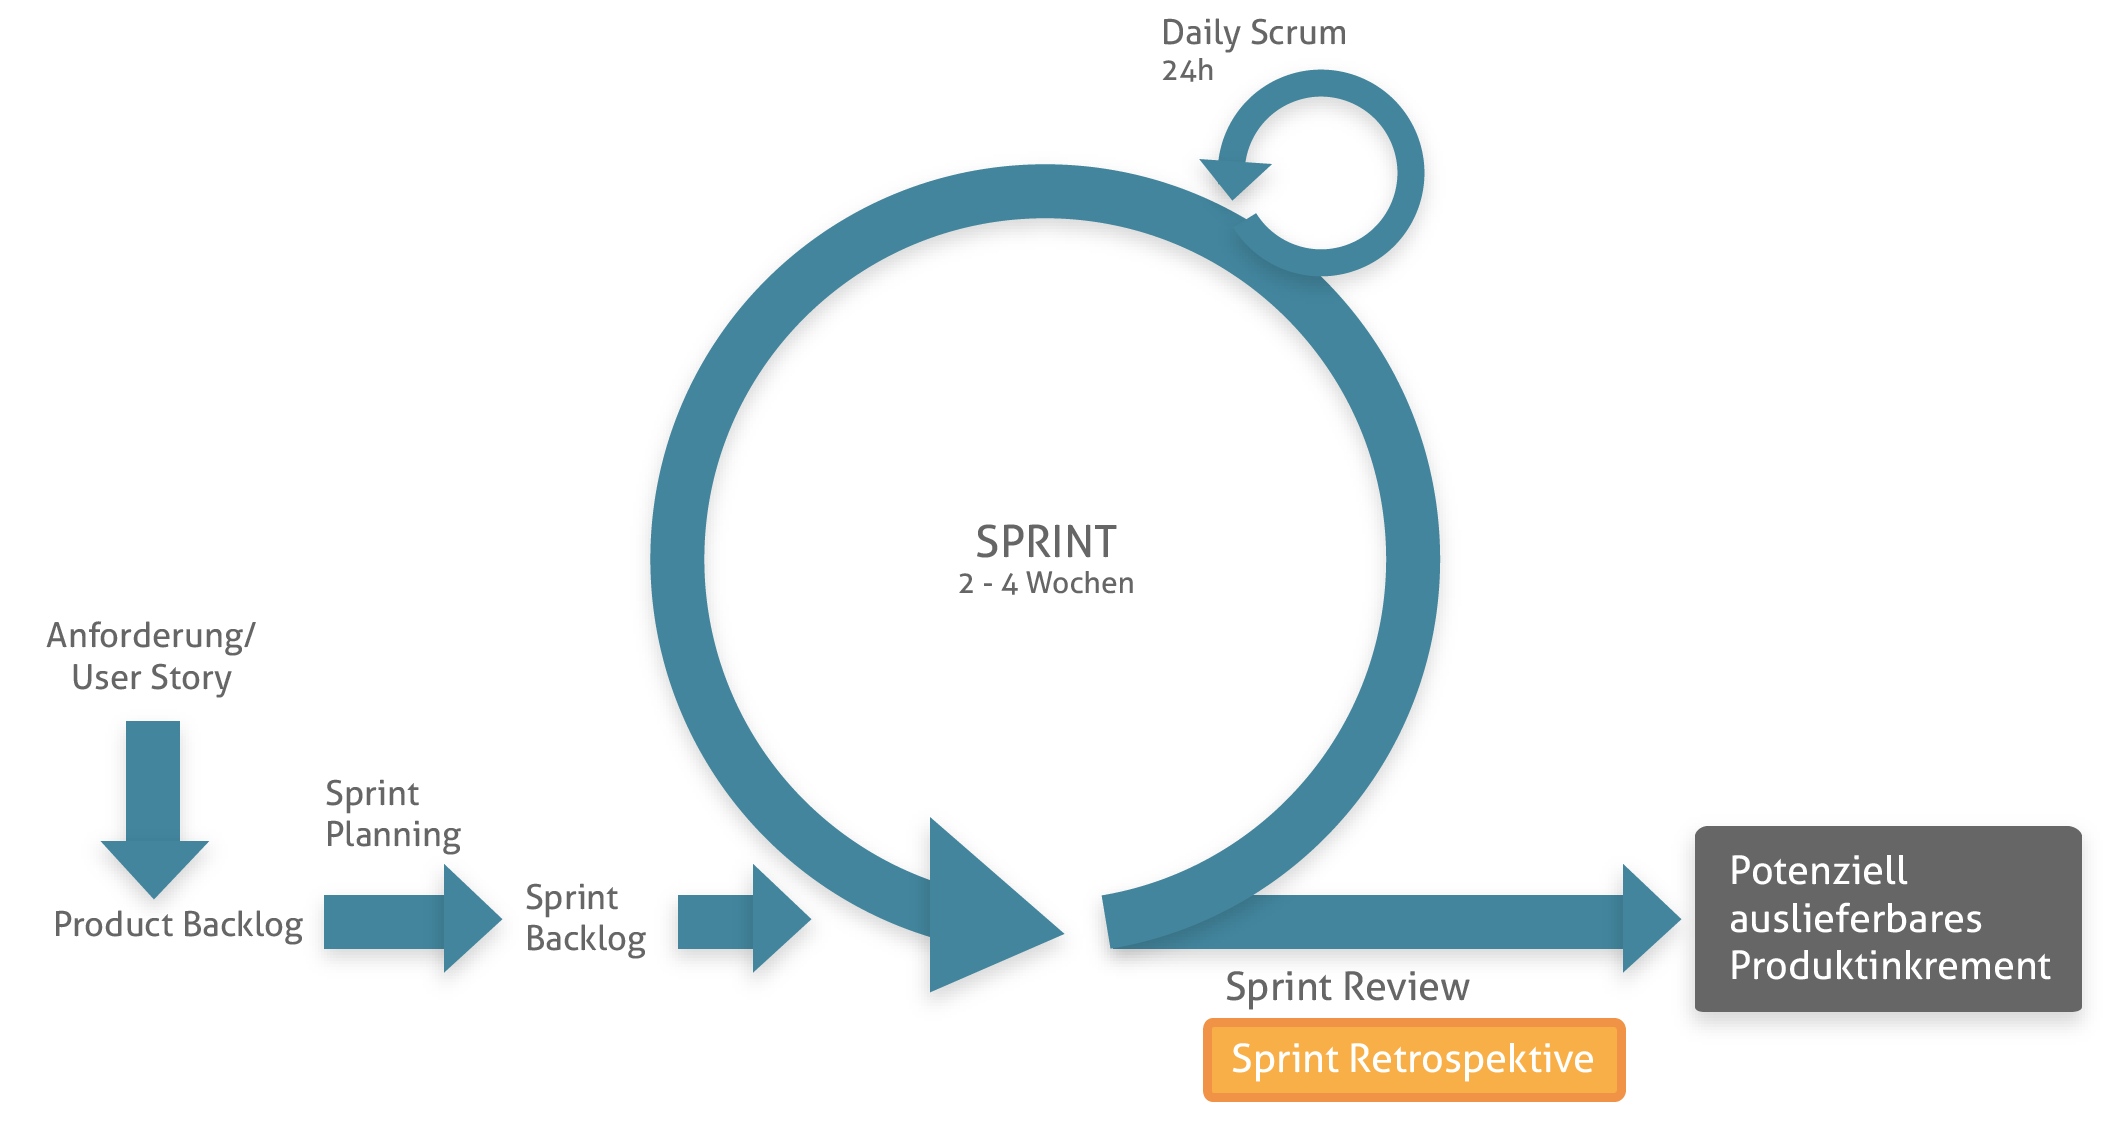 Daily Scrum
24h
SPRINT
2 - 4 Wochen
Anforderung/
User Story
Product Backlog
Sprint
Planning
Sprint
Backlog
Sprint Review
Sprint Retrospektive
Potenziell
auslieferbares
Produktinkrement